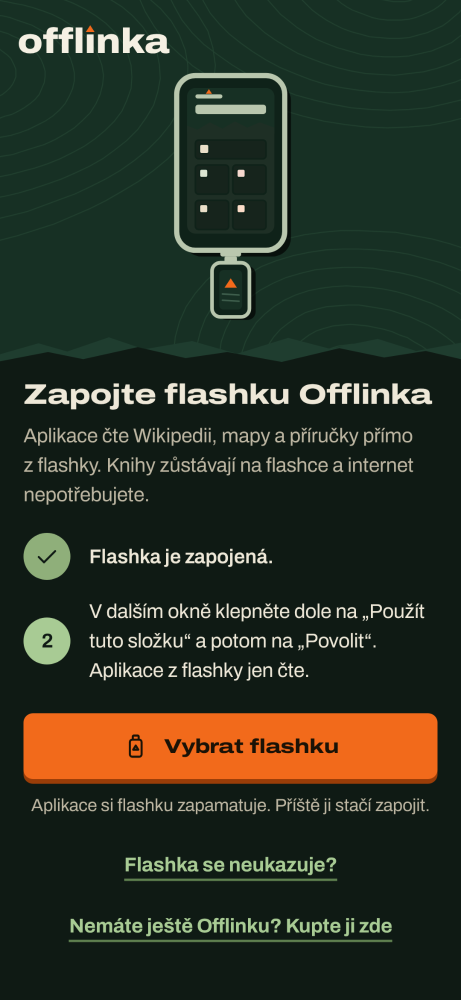 offlinka
Zapojte flashku Offlinka
Aplikace čte Wikipedii, mapy a příručky přímo
z flashky. Knihy zůstávají na flashce a internet
nepotřebujete.
Flashka je zapojená.
2
V dalším okně klepněte dole na „Použít
tuto složku“ a potom na „Povolit“.
Aplikace z flashky jen čte.
Vybrat flashku
Aplikace si flashku zapamatuje. Příště ji stačí zapojit.
Flashka se neukazuje?
Nemáte ještě Offlinku? Kupte ji zde